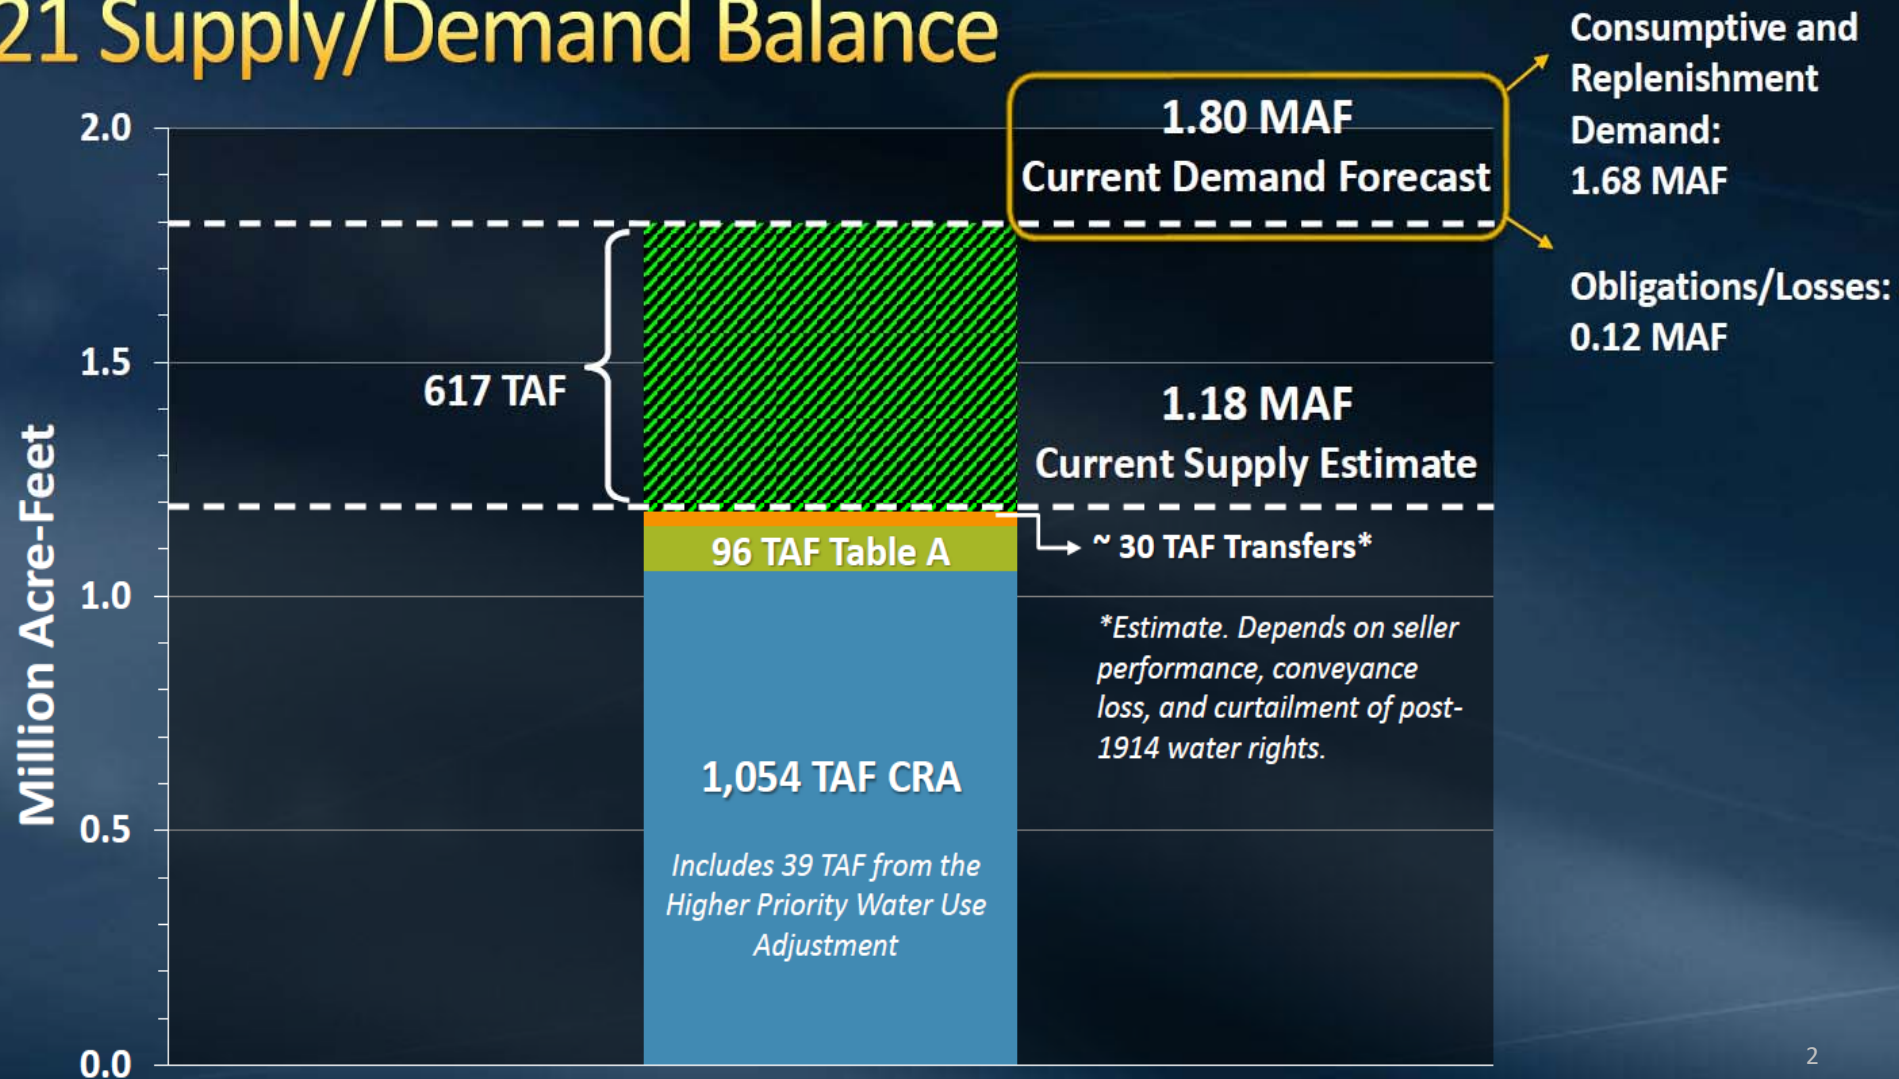 21 Supply/Demand Balance
Consumptive and
Replenishment
Demand:
1.68 MAF
Obligations/Losses:
0.12 MAF
1.80 MAF
Current Demand Forecast
2.0
1.5
1.0
0.5
0.0
Million Acre-Feet
617 TAF
1.18 MAF
Current Supply Estimate
~ 30 TAF Transfers*
*Estimate. Depends on seller
performance, conveyance
loss, and curtailment of post-
1914 water rights.
96 TAF Table A
1,054 TAF CRA
Includes 39 TAF from the
Higher Priority Water Use
Adjustment
2